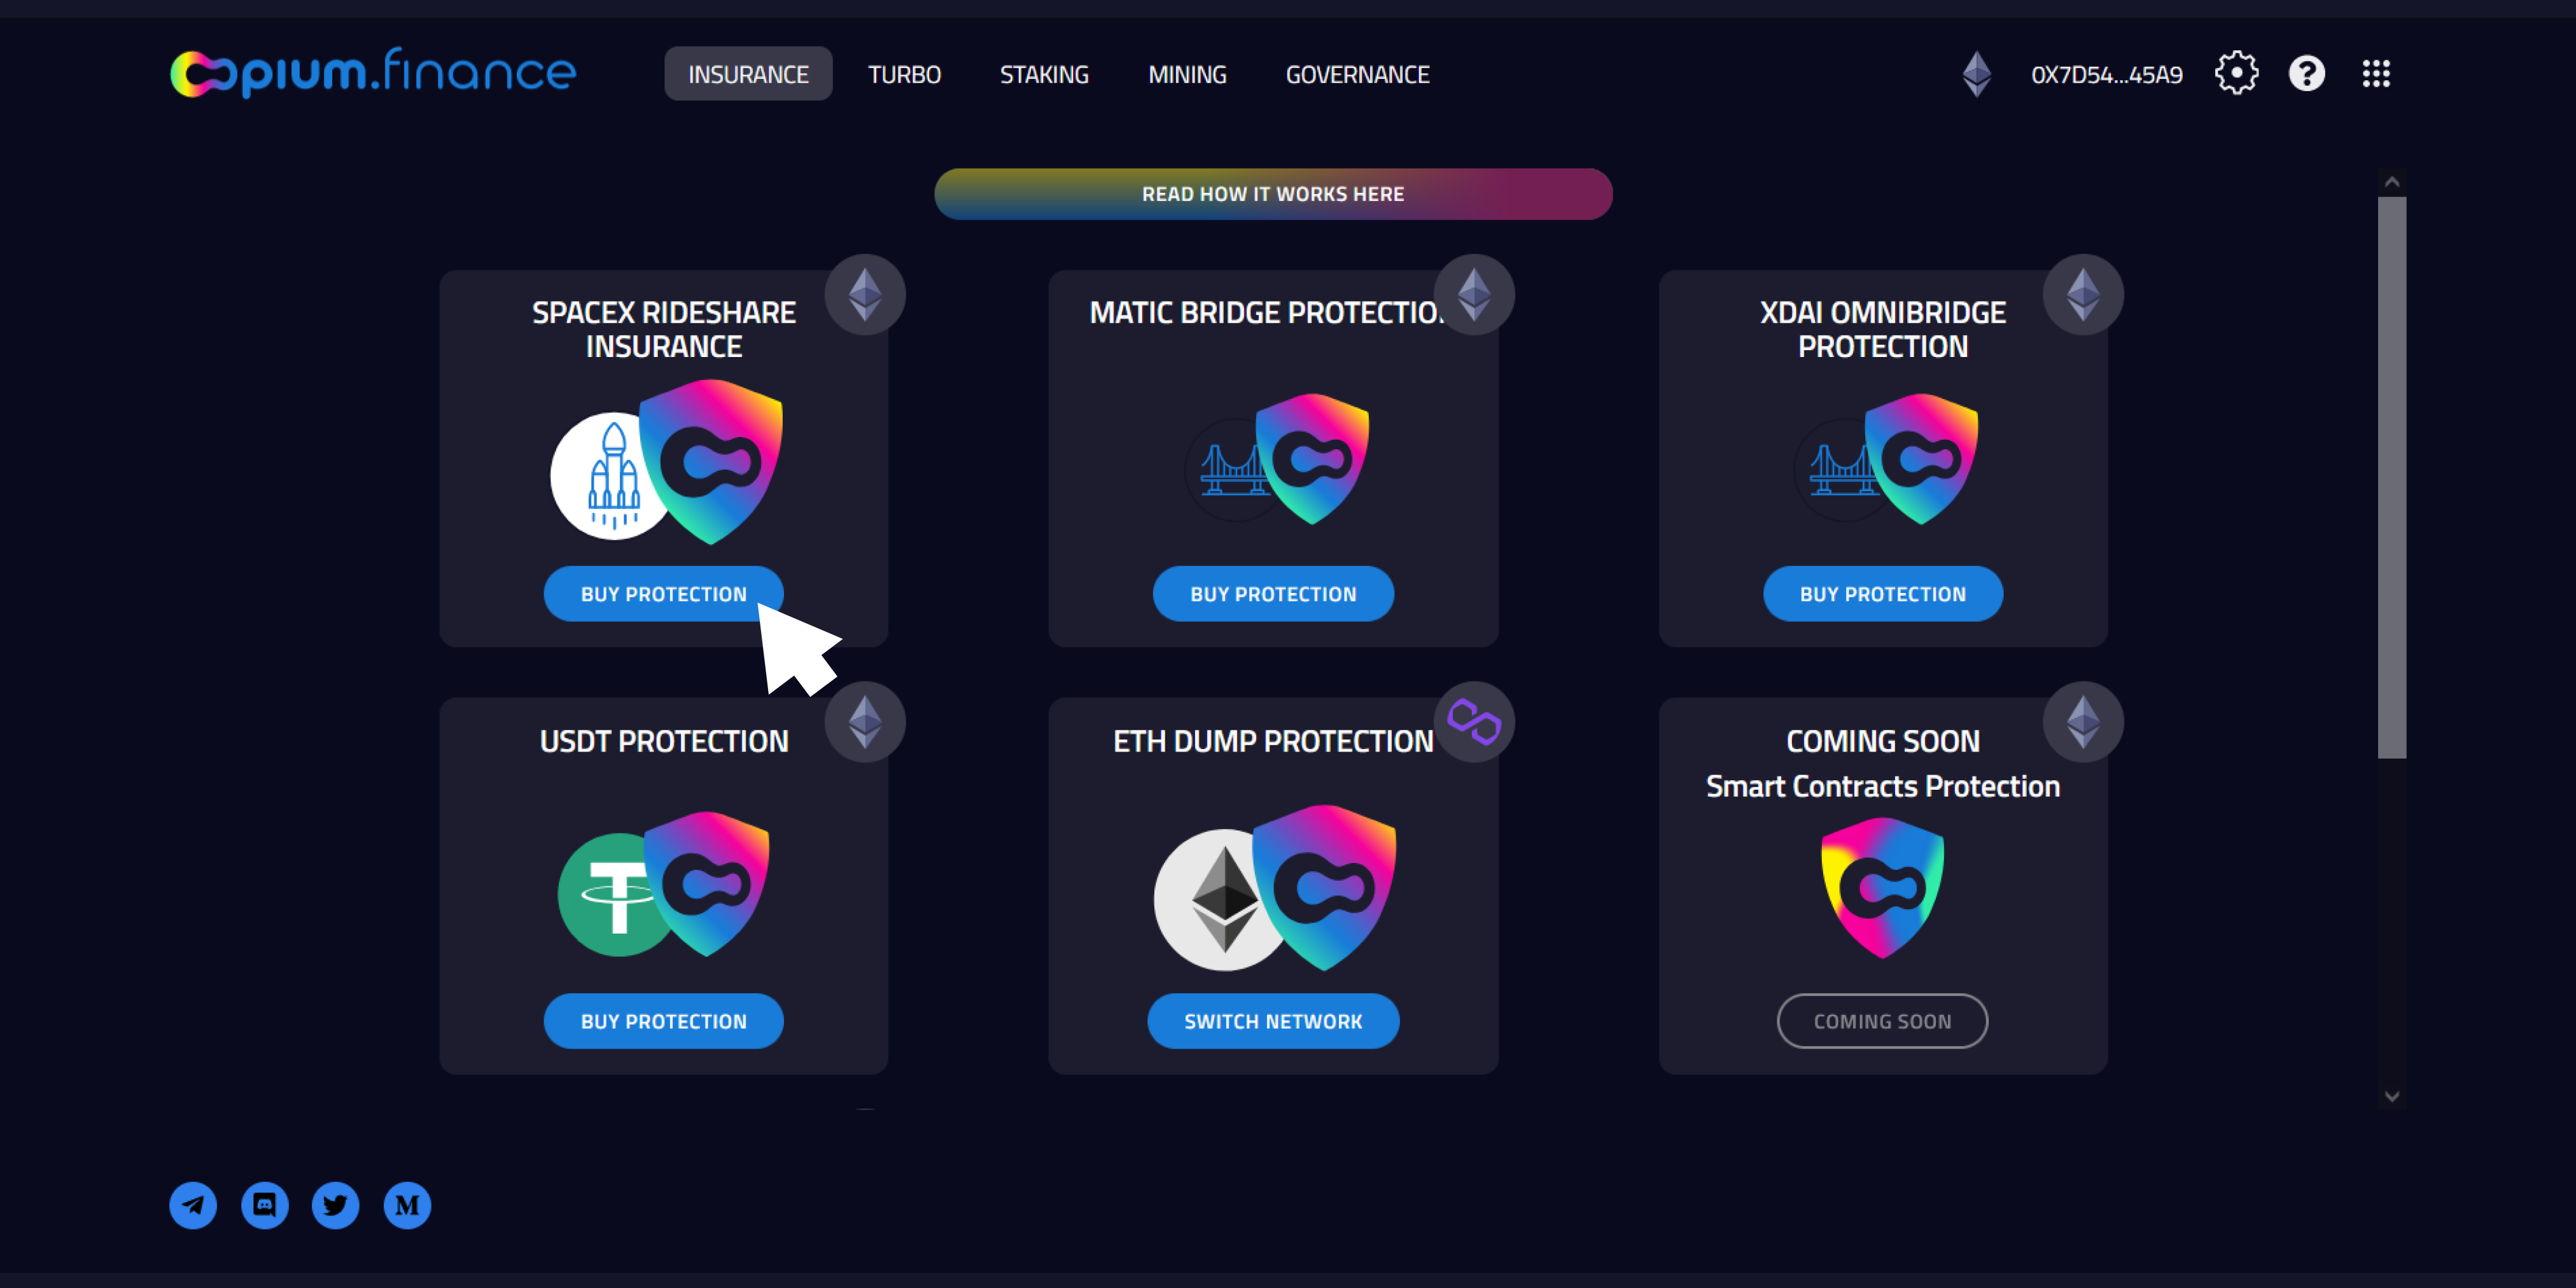 opium.finance
INSURANCE
TURBO
STAKING
MINING
GOVERNANCE
0X7D54...45A9
?
READ HOW IT WORKS HERE
SPACEX RIDESHARE
INSURANCE
BUY PROTECTION
MATIC BRIDGE PROTECTIO
BUY PROTECTION
XDAI OMNIBRIDGE
PROTECTION
BUY PROTECTION
USDT PROTECTION
BUY PROTECTION
ETH DUMP PROTECTION
SWITCH NETWORK
COMING SOON
Smart Contracts Protection
COMING SOON
M